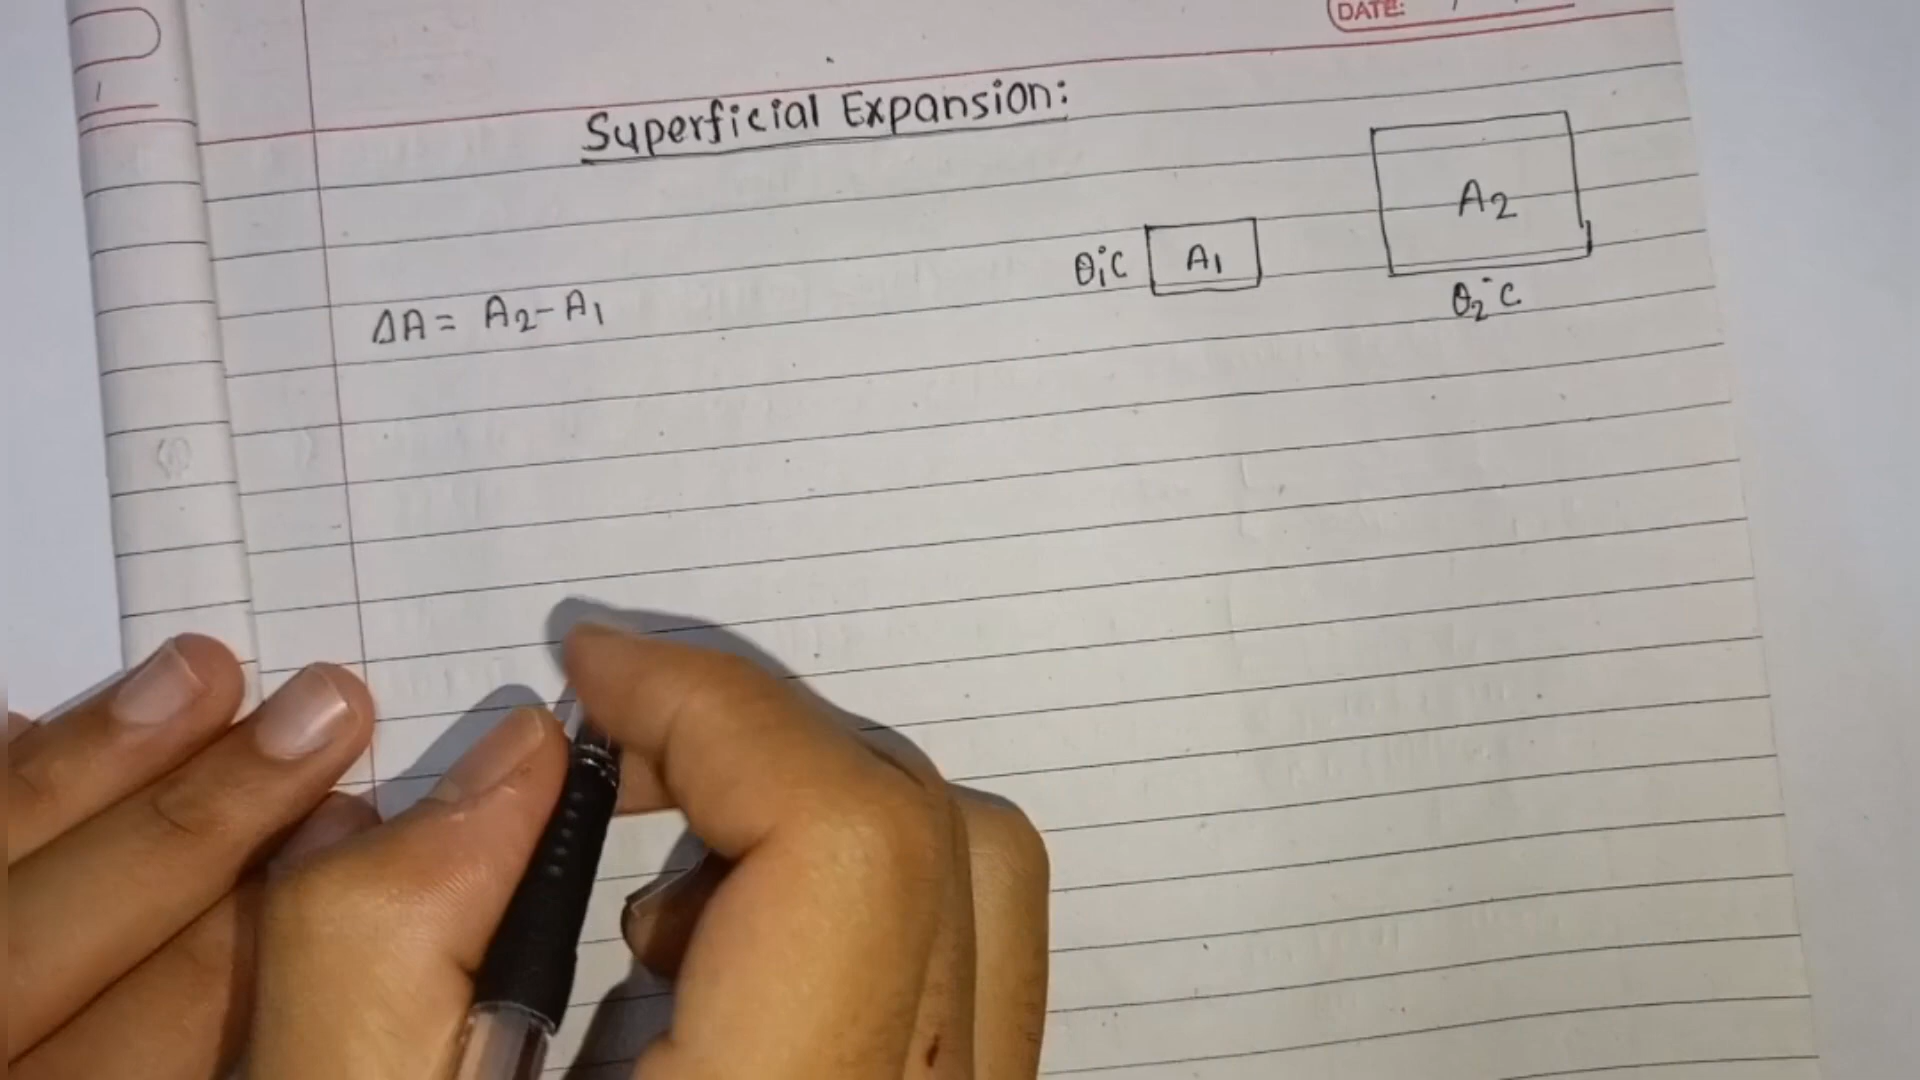 DATE:
Superficial Expansion:
A2
θ1°C A1
θ2°C
ΔA = A2 - A1